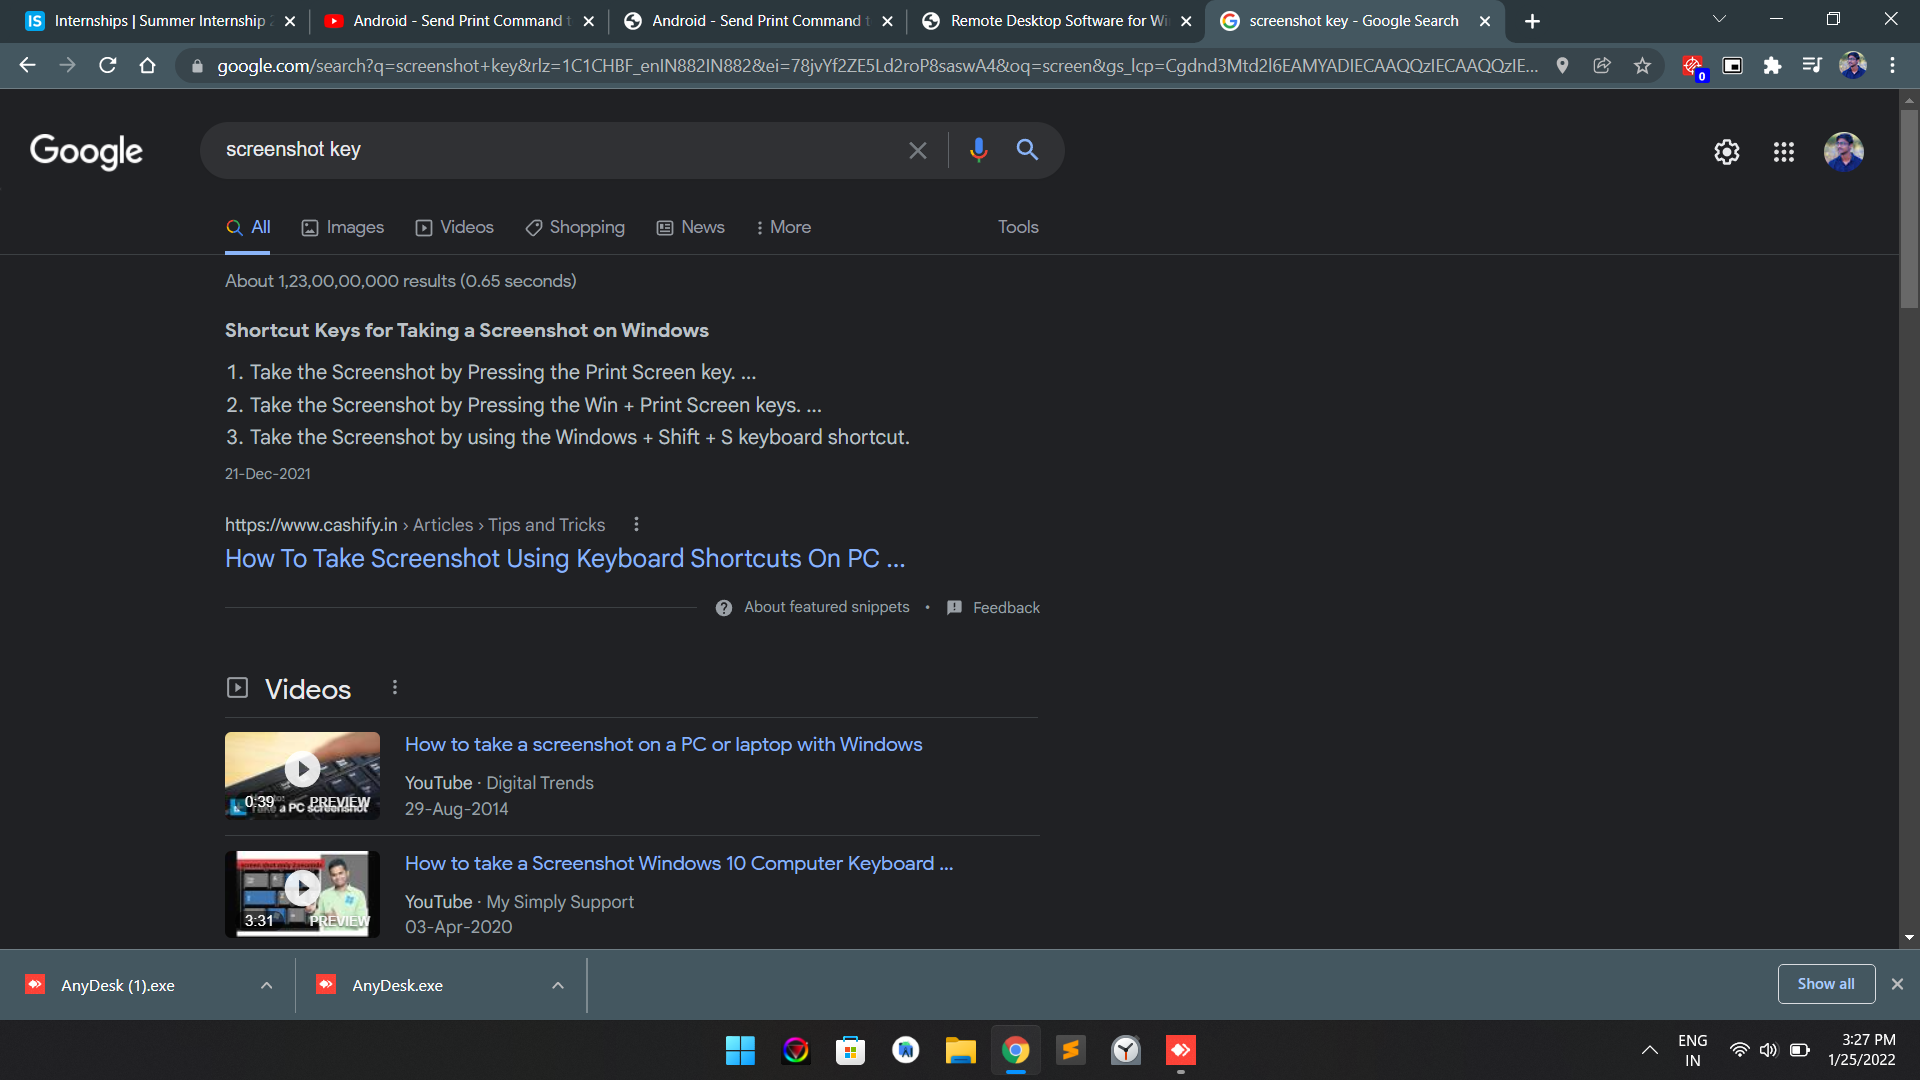 Internships | Summer Internship
Android - Send Print Command
Android - Send Print Command
Remote Desktop Software for Wi
screenshot key - Google Search
google.com/search?q=screenshot+key&rlz=1C1CHBF_enIN882IN882&ei=78jvYf2ZE5Ld2roP8saswA4&oq=screen&gs_lcp=Cgdnd3Mtd2l6EAMYADIECAAQQzIECAAQQzIE...
0
Google
screenshot key
All
Images
Videos
Shopping
News
More
Tools
About 1,23,00,00,000 results (0.65 seconds)
Shortcut Keys for Taking a Screenshot on Windows
1. Take the Screenshot by Pressing the Print Screen key. ...
2. Take the Screenshot by Pressing the Win + Print Screen keys. ...
3. Take the Screenshot by using the Windows + Shift + S keyboard shortcut.
21-Dec-2021
https://www.cashify.in › Articles › Tips and Tricks
How To Take Screenshot Using Keyboard Shortcuts On PC ...
About featured snippets • Feedback
Videos
How to take a screenshot on a PC or laptop with Windows
YouTube · Digital Trends
29-Aug-2014
0:39 PREVIEW
a PC screenshot
How to take a Screenshot Windows 10 Computer Keyboard ...
YouTube · My Simply Support
03-Apr-2020
3:31 PREVIEW
AnyDesk (1).exe
AnyDesk.exe
Show all
ENG
IN
3:27 PM
1/25/2022